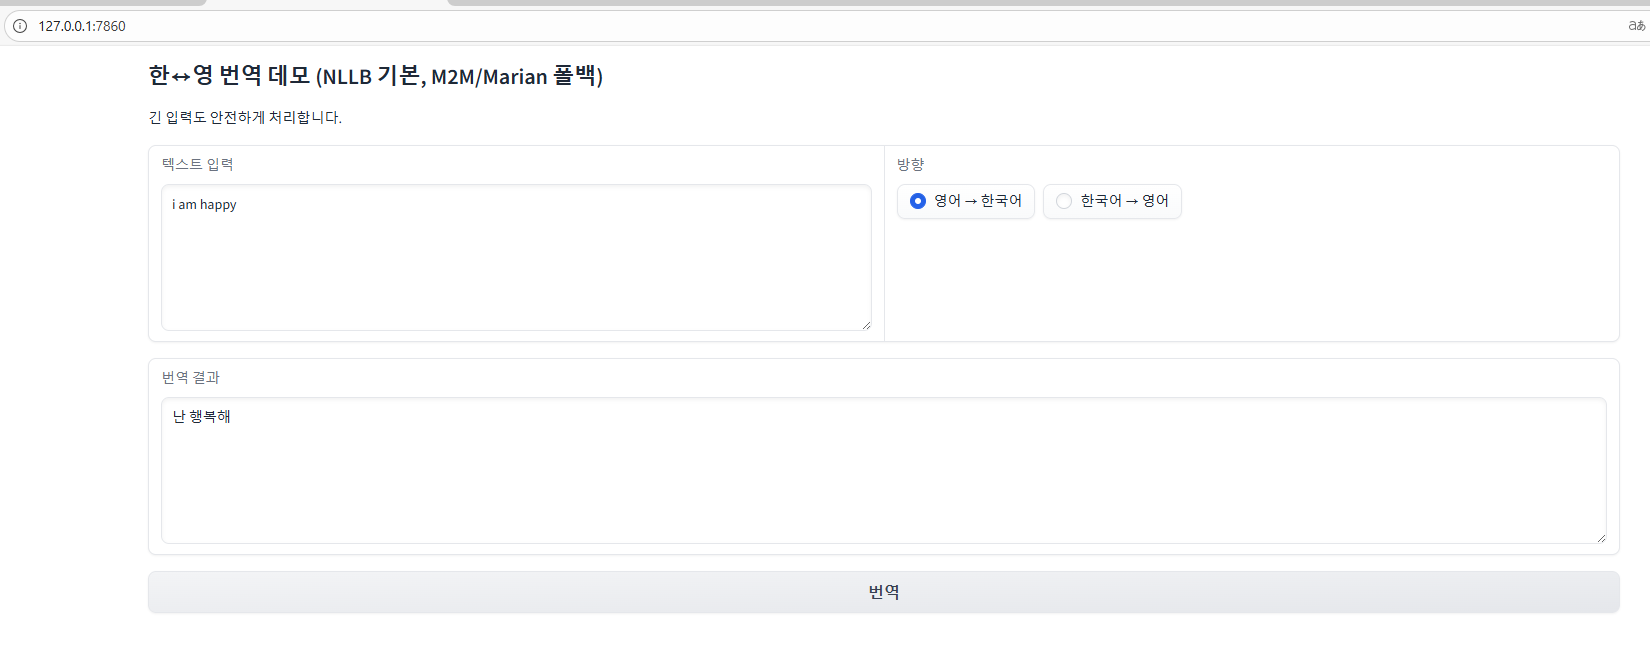 127.0.0.1:7860
aあ
한↔영 번역 데모 (NLLB 기본, M2M/Marian 폴백)
긴 입력도 안전하게 처리합니다.
텍스트 입력
i am happy
방향
영어 → 한국어
한국어 → 영어
번역 결과
난 행복해
번역